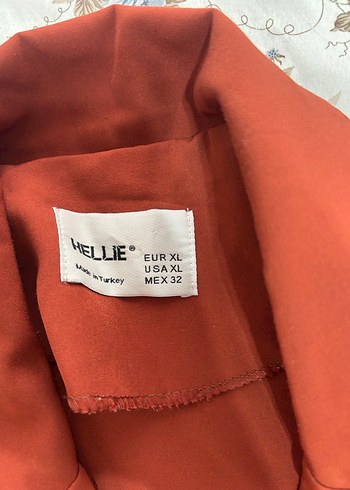 HELLIE®
Made in Turkey
EUR XL
USA XL
MEX 32